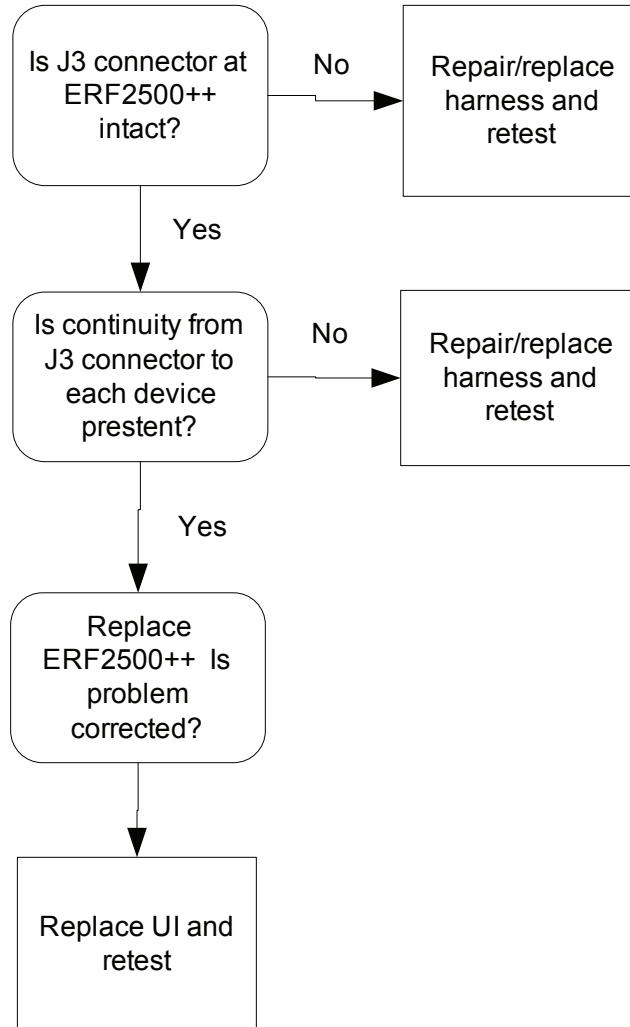 Is J3 connector at
ERF2500++
intact?
No
Repair/replace
harness and
retest
Yes
Is continuity from
J3 connector to
each device
prestent?
No
Repair/replace
harness and
retest
Yes
Replace
ERF2500++ Is
problem
corrected?
Replace UI and
retest